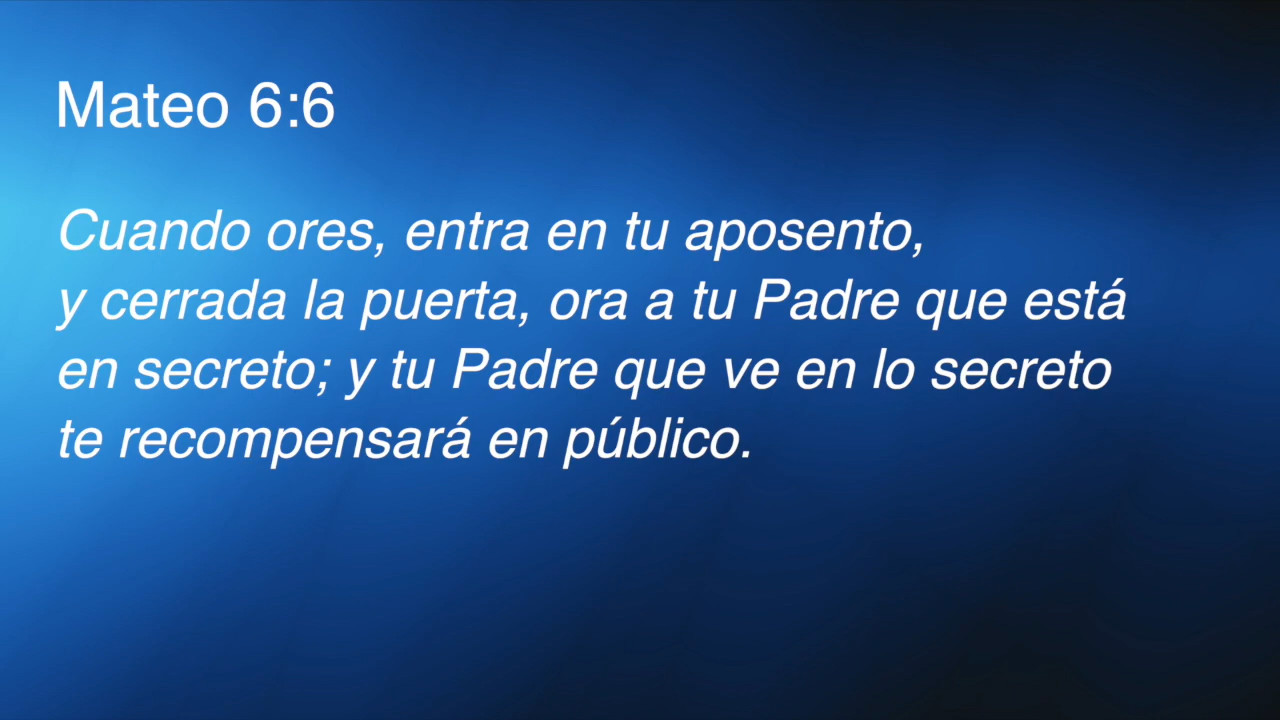 Mateo 6:6
Cuando ores, entra en tu aposento,
y cerrada la puerta, ora a tu Padre que está
en secreto; y tu Padre que ve en lo secreto
te recompensará en público.